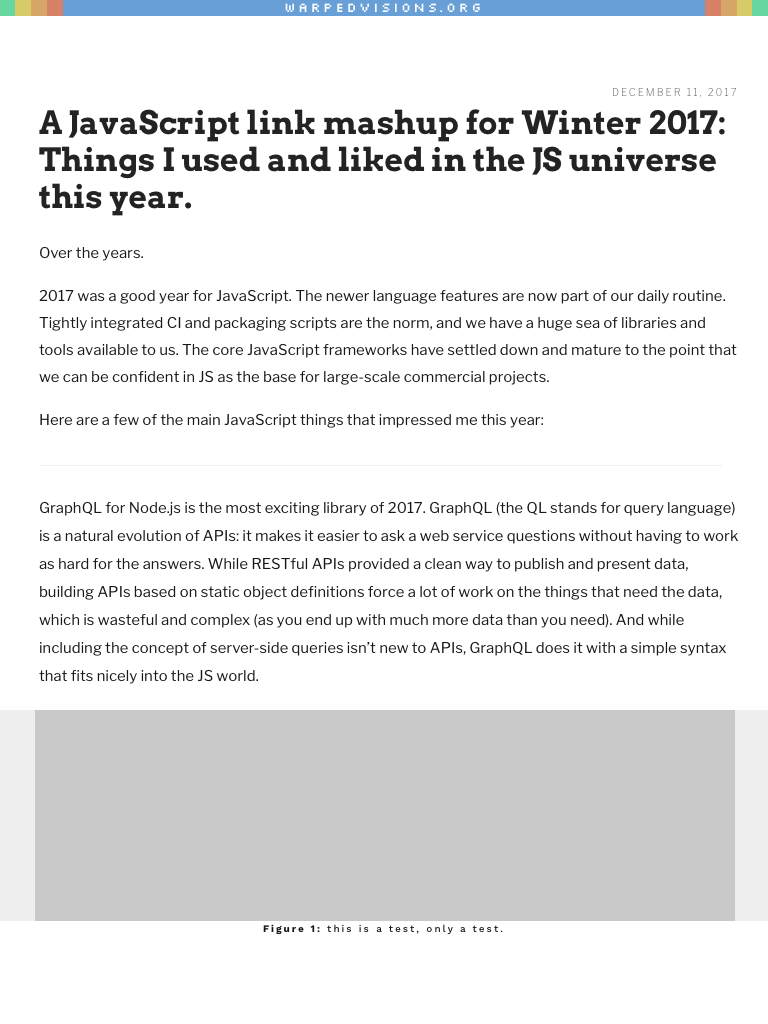 WARPEDVISIONS.ORG
DECEMBER 11, 2017
A JavaScript link mashup for Winter 2017:
Things I used and liked in the JS universe
this year.
Over the years.
2017 was a good year for JavaScript. The newer language features are now part of our daily routine.
Tightly integrated CI and packaging scripts are the norm, and we have a huge sea of libraries and
tools available to us. The core JavaScript frameworks have settled down and mature to the point that
we can be confident in JS as the base for large-scale commercial projects.
Here are a few of the main JavaScript things that impressed me this year:
GraphQL for Node.js is the most exciting library of 2017. GraphQL (the QL stands for query language)
is a natural evolution of APIs: it makes it easier to ask a web service questions without having to work
as hard for the answers. While RESTful APIs provided a clean way to publish and present data,
building APIs based on static object definitions force a lot of work on the things that need the data,
which is wasteful and complex (as you end up with much more data than you need). And while
including the concept of server-side queries isn’t new to APIs, GraphQL does it with a simple syntax
that fits nicely into the JS world.
Figure 1: this is a test, only a test.